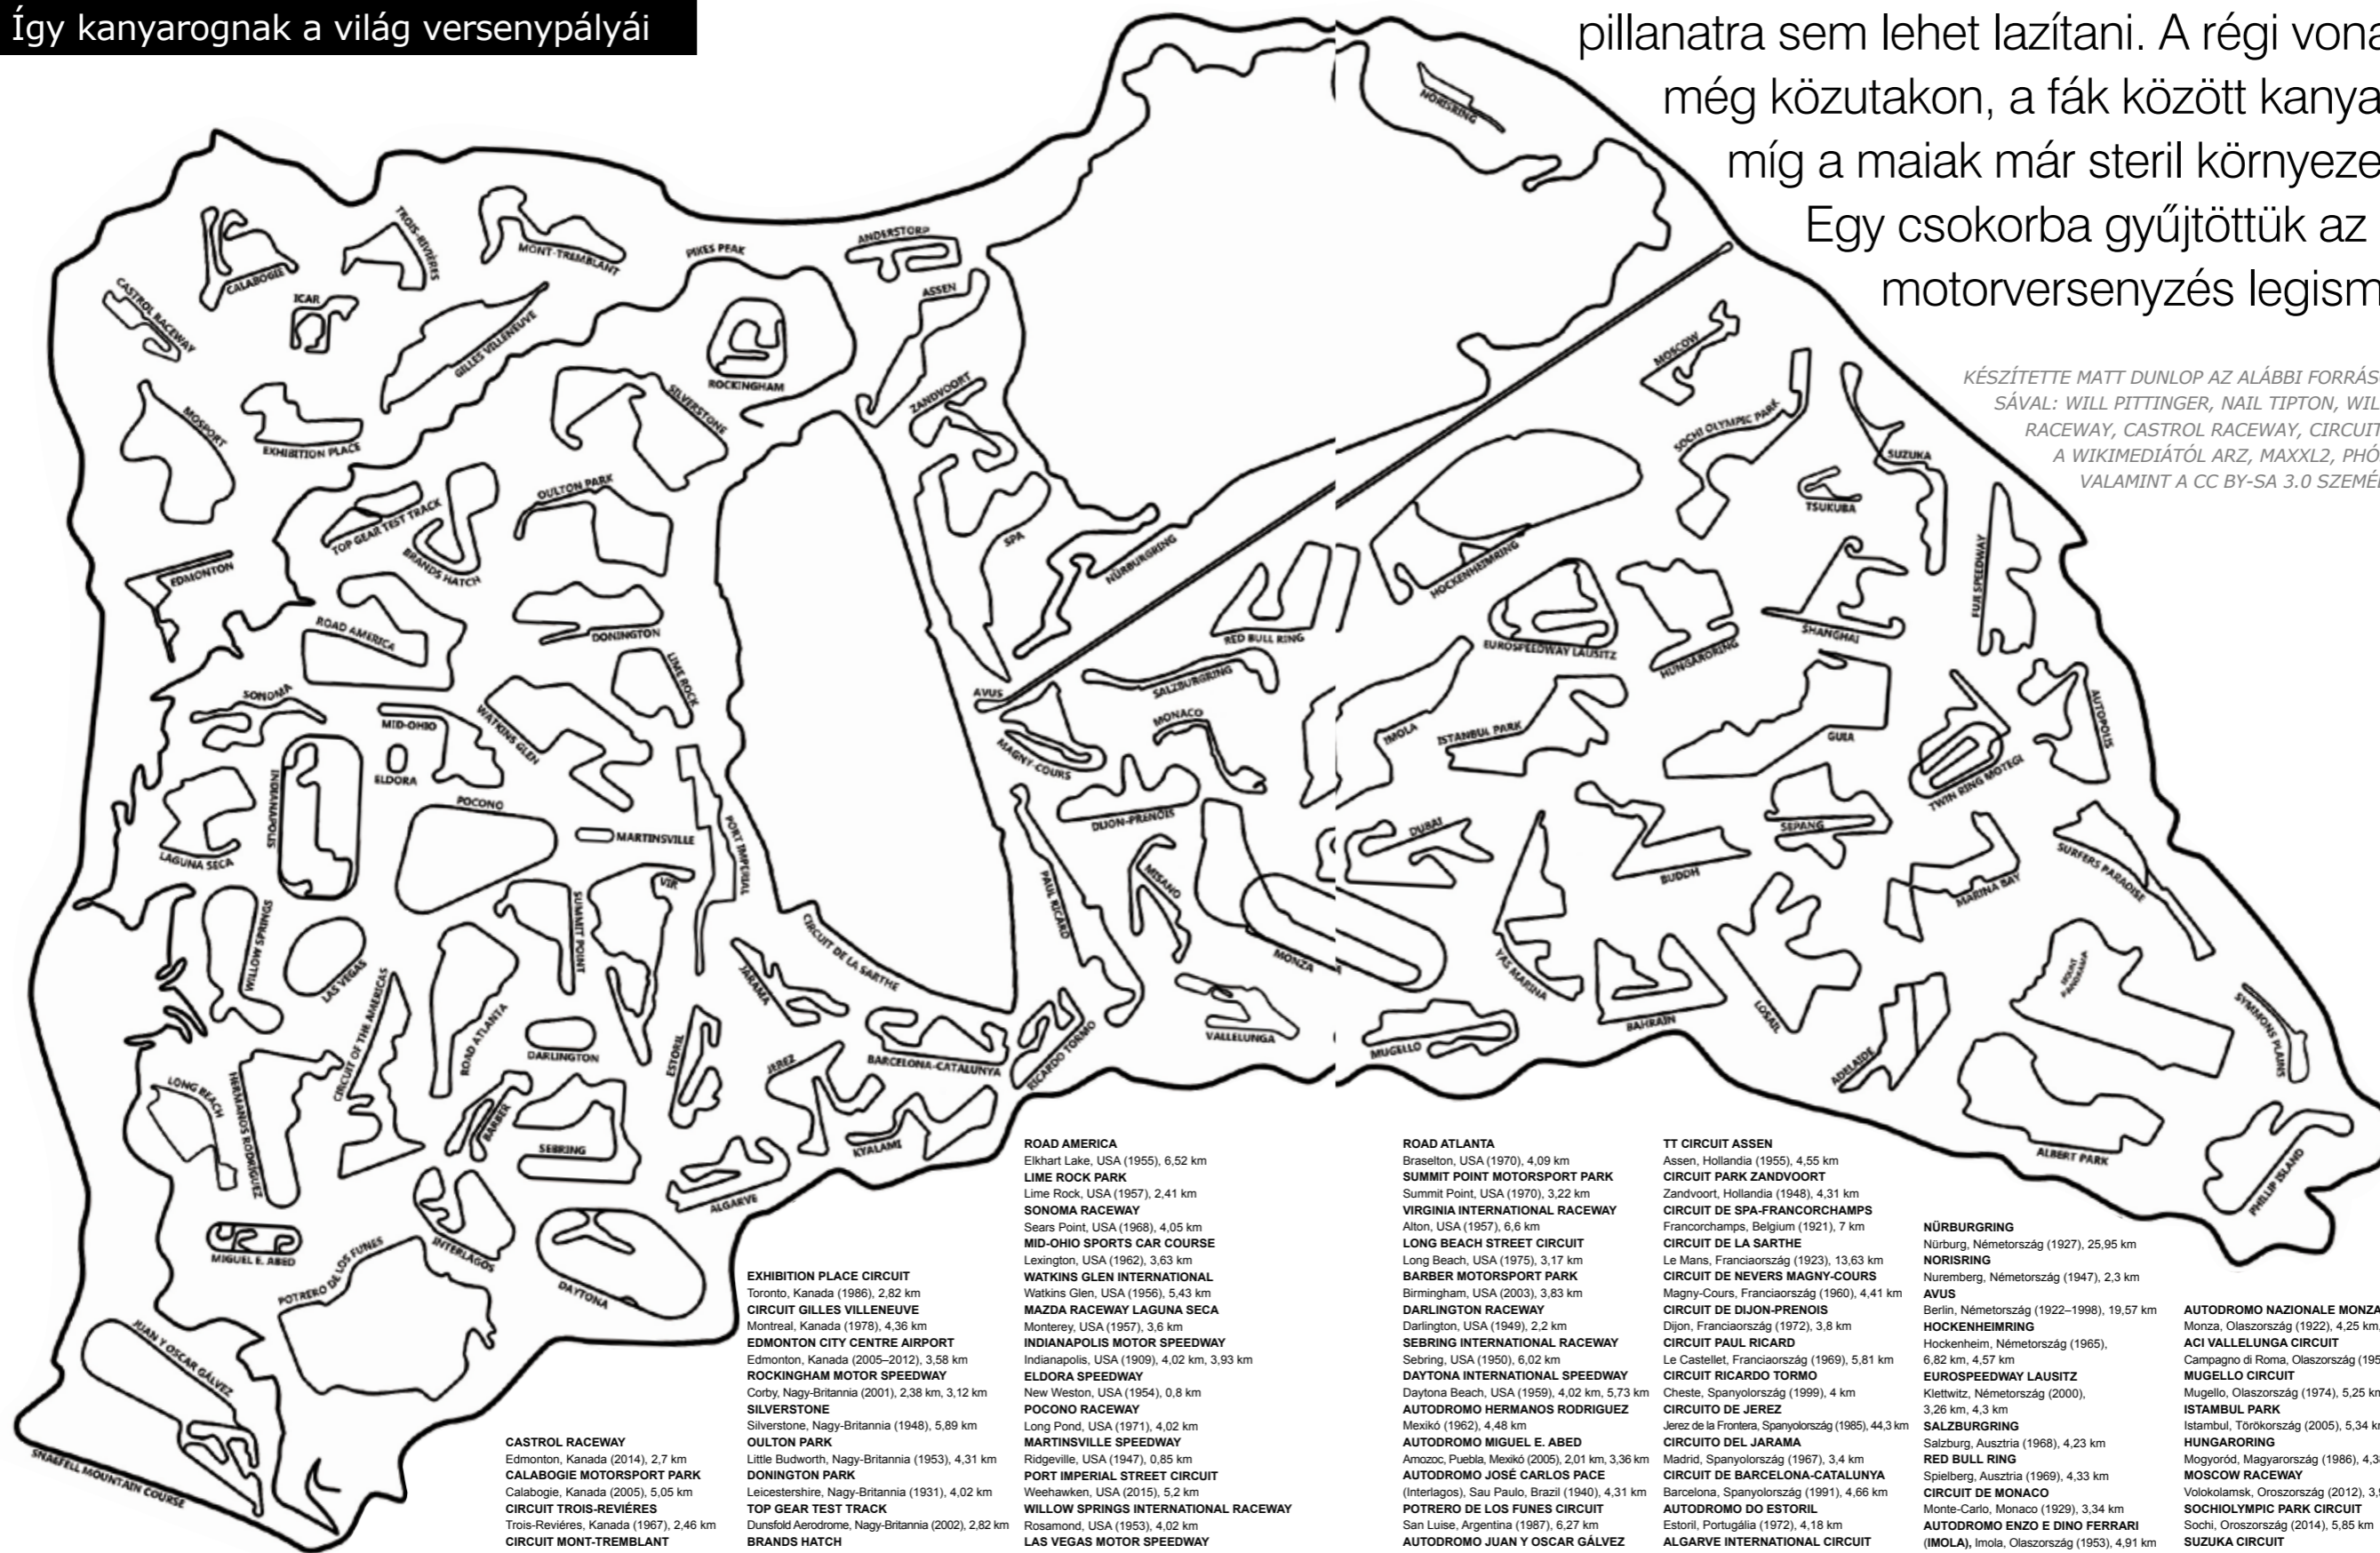 Így kanyarognak a világ versenypályái
pillanatra sem lehet lazítani. A régi vona
még közutakon, a fák között kanya
míg a maiak már steril környeze
Egy csokorba gyűjtöttük az
motorversenyzés legism
KÉSZÍTETTE MATT DUNLOP AZ ALÁBBI FORRÁS
SÁVAL: WILL PITTINGER, NAIL TIPTON, WIL
RACEWAY, CASTROL RACEWAY, CIRCUIT
A WIKIMEDIÁTÓL ARZ, MAXXL2, PHÓ
VALAMINT A CC BY-SA 3.0 SZEMÉ
NORISRING
CALABOGIE
TROIS-RIVIÈRES
MONT-TREMBLANT
PIKES PEAK
ANDERSTORP
ASSEN
CASTROL RACEWAY
ICAR
GILLES VILLENEUVE
ROCKINGHAM
ZANDVOORT
MOSCOW
MOSPORT
EXHIBITION PLACE
SILVERSTONE
SOCHI OLYMPIC PARK
SUZUKA
TOP GEAR TEST TRACK
BRANDS HATCH
OULTON PARK
SPA
NÜRBURGRING
HOCKENHEIMRING
TSUKUBA
FUJI SPEEDWAY
EDMONTON
ROAD AMERICA
DONINGTON
LIME ROCK
RED BULL RING
EUROSPEEDWAY LAUSITZ
HUNGARORING
SHANGHAI
SONOMA
MID-OHIO
WATKINS GLEN
AVUS
SALZBURGRING
MAGNY-COURS
MONACO
IMOLA
ISTANBUL PARK
GUIA
TWIN RING MOTEGI
AUTOPOLIS
INDIANAPOLIS
ELDORA
POCONO
MARTINSVILLE
PORT IMPERIAL
DIJON-PRENOIS
LAGUNA SECA
VIR
SUMMIT POINT
PAUL RICARD
MISANO
MONZA
DUBAI
BUDDH
SEPANG
MARINA BAY
SURFERS PARADISE
WILLOW SPRINGS
LAS VEGAS
CIRCUIT OF THE AMERICAS
ROAD ATLANTA
DARLINGTON
JARAMA
CIRCUIT DE LA SARTHE
BARCELONA-CATALUNYA
RICARDO TORMO
VALLELUNGA
MUGELLO
YAS MARINA
BAHRAIN
LOSAIL
ADELAIDE
MOUNT PANORAMA
SYMMONS PLAINS
LONG BEACH
HERMANOS RODRIGUEZ
BARBER
SEBRING
ESTORIL
JEREZ
KYALAMI
ALGARVE
ALBERT PARK
PHILLIP ISLAND
MIGUEL E. ABED
INTERLAGOS
DAYTONA
POTRERO DE LOS FUNES
JUAN Y OSCAR GÁLVEZ
SNAEFELL MOUNTAIN COURSE
CASTROL RACEWAY
Edmonton, Kanada (2014), 2,7 km
CALABOGIE MOTORSPORT PARK
Calabogie, Kanada (2005), 5,05 km
CIRCUIT TROIS-REVIÉRES
Trois-Reviéres, Kanada (1967), 2,46 km
CIRCUIT MONT-TREMBLANT
EXHIBITION PLACE CIRCUIT
Toronto, Kanada (1986), 2,82 km
CIRCUIT GILLES VILLENEUVE
Montreal, Kanada (1978), 4,36 km
EDMONTON CITY CENTRE AIRPORT
Edmonton, Kanada (2005–2012), 3,58 km
ROCKINGHAM MOTOR SPEEDWAY
Corby, Nagy-Britannia (2001), 2,38 km, 3,12 km
SILVERSTONE
Silverstone, Nagy-Britannia (1948), 5,89 km
OULTON PARK
Little Budworth, Nagy-Britannia (1953), 4,31 km
DONINGTON PARK
Leicestershire, Nagy-Britannia (1931), 4,02 km
TOP GEAR TEST TRACK
Dunsfold Aerodrome, Nagy-Britannia (2002), 2,82 km
BRANDS HATCH
ROAD AMERICA
Elkhart Lake, USA (1955), 6,52 km
LIME ROCK PARK
Lime Rock, USA (1957), 2,41 km
SONOMA RACEWAY
Sears Point, USA (1968), 4,05 km
MID-OHIO SPORTS CAR COURSE
Lexington, USA (1962), 3,63 km
WATKINS GLEN INTERNATIONAL
Watkins Glen, USA (1956), 5,43 km
MAZDA RACEWAY LAGUNA SECA
Monterey, USA (1957), 3,6 km
INDIANAPOLIS MOTOR SPEEDWAY
Indianapolis, USA (1909), 4,02 km, 3,93 km
ELDORA SPEEDWAY
New Weston, USA (1954), 0,8 km
POCONO RACEWAY
Long Pond, USA (1971), 4,02 km
MARTINSVILLE SPEEDWAY
Ridgeville, USA (1947), 0,85 km
PORT IMPERIAL STREET CIRCUIT
Weehawken, USA (2015), 5,2 km
WILLOW SPRINGS INTERNATIONAL RACEWAY
Rosamond, USA (1953), 4,02 km
LAS VEGAS MOTOR SPEEDWAY
ROAD ATLANTA
Braselton, USA (1970), 4,09 km
SUMMIT POINT MOTORSPORT PARK
Summit Point, USA (1970), 3,22 km
VIRGINIA INTERNATIONAL RACEWAY
Alton, USA (1957), 6,6 km
LONG BEACH STREET CIRCUIT
Long Beach, USA (1975), 3,17 km
BARBER MOTORSPORT PARK
Birmingham, USA (2003), 3,83 km
DARLINGTON RACEWAY
Darlington, USA (1949), 2,2 km
SEBRING INTERNATIONAL RACEWAY
Sebring, USA (1950), 6,02 km
DAYTONA INTERNATIONAL SPEEDWAY
Daytona Beach, USA (1959), 4,02 km, 5,73 km
AUTODROMO HERMANOS RODRIGUEZ
Mexikó (1962), 4,48 km
AUTODROMO MIGUEL E. ABED
Amozoc, Puebla, Mexikó (2005), 2,01 km, 3,36 km
AUTODROMO JOSÉ CARLOS PACE
(Interlagos), Sau Paulo, Brazil (1940), 4,31 km
POTRERO DE LOS FUNES CIRCUIT
San Luise, Argentina (1987), 6,27 km
AUTODROMO JUAN Y OSCAR GÁLVEZ
TT CIRCUIT ASSEN
Assen, Hollandia (1955), 4,55 km
CIRCUIT PARK ZANDVOORT
Zandvoort, Hollandia (1948), 4,31 km
CIRCUIT DE SPA-FRANCORCHAMPS
Francorchamps, Belgium (1921), 7 km
CIRCUIT DE LA SARTHE
Le Mans, Franciaország (1923), 13,63 km
CIRCUIT DE NEVERS MAGNY-COURS
Magny-Cours, Franciaország (1960), 4,41 km
CIRCUIT DE DIJON-PRENOIS
Dijon, Franciaország (1972), 3,8 km
CIRCUIT PAUL RICARD
Le Castellet, Franciaország (1969), 5,81 km
CIRCUIT RICARDO TORMO
Cheste, Spanyolország (1999), 4 km
CIRCUITO DE JEREZ
Jerez de la Frontera, Spanyolország (1985), 44,3 km
CIRCUITO DEL JARAMA
Madrid, Spanyolország (1967), 3,4 km
CIRCUIT DE BARCELONA-CATALUNYA
Barcelona, Spanyolország (1991), 4,66 km
AUTODROMO DO ESTORIL
Estoril, Portugália (1972), 4,18 km
ALGARVE INTERNATIONAL CIRCUIT
NÜRBURGRING
Nürburg, Németország (1927), 25,95 km
NORISRING
Nuremberg, Németország (1947), 2,3 km
AVUS
Berlin, Németország (1922–1998), 19,57 km
HOCKENHEIMRING
Hockenheim, Németország (1965),
6,82 km, 4,57 km
EUROSPEEDWAY LAUSITZ
Klettwitz, Németország (2000),
3,26 km, 4,3 km
SALZBURGRING
Salzburg, Ausztria (1968), 4,23 km
RED BULL RING
Spielberg, Ausztria (1969), 4,33 km
CIRCUIT DE MONACO
Monte-Carlo, Monaco (1929), 3,34 km
AUTODROMO ENZO E DINO FERRARI
(IMOLA), Imola, Olaszország (1953), 4,91 km
AUTODROMO NAZIONALE MONZA
Monza, Olaszország (1922), 4,25 km,
ACI VALLELUNGA CIRCUIT
Campagno di Roma, Olaszország (195
MUGELLO CIRCUIT
Mugello, Olaszország (1974), 5,25 km
ISTAMBUL PARK
Istambul, Törökország (2005), 5,34 km
HUNGARORING
Mogyoród, Magyarország (1986), 4,3
MOSCOW RACEWAY
Volokolamsk, Oroszország (2012), 3,
SOCHIOLYMPIC PARK CIRCUIT
Sochi, Oroszország (2014), 5,85 km
SUZUKA CIRCUIT